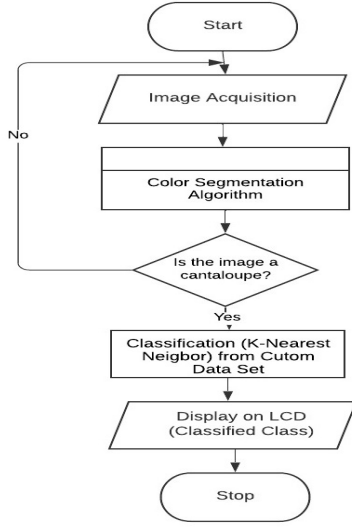 Start
Image Acquisition
No
Color Segmentation
Algorithm
Is the image a
cantaloupe?
Yes
Classification (K-Nearest
Neigbor) from Cutom
Data Set
Display on LCD
(Classified Class)
Stop